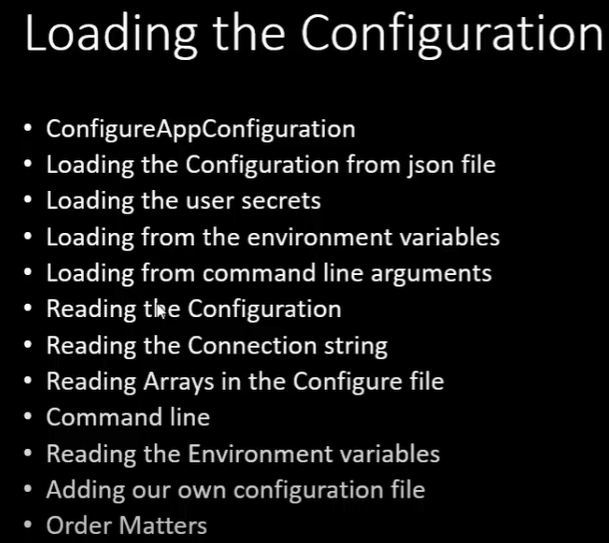 Loading the Configuration
• ConfigureAppConfiguration
• Loading the Configuration from json file
• Loading the user secrets
• Loading from the environment variables
• Loading from command line arguments
• Reading the Configuration
• Reading the Connection string
• Reading Arrays in the Configure file
• Command line
• Reading the Environment variables
• Adding our own configuration file
• Order Matters